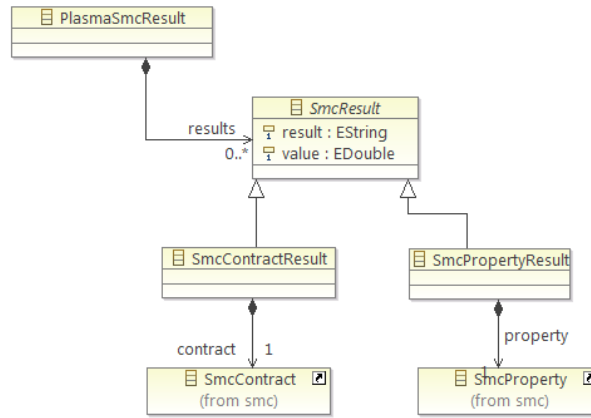 PlasmaSmcResult
SmcResult
result : EString
value : EDouble
results
0..*
SmcContractResult
SmcPropertyResult
contract 1
property
1
SmcContract
(from smc)
SmcProperty
(from smc)